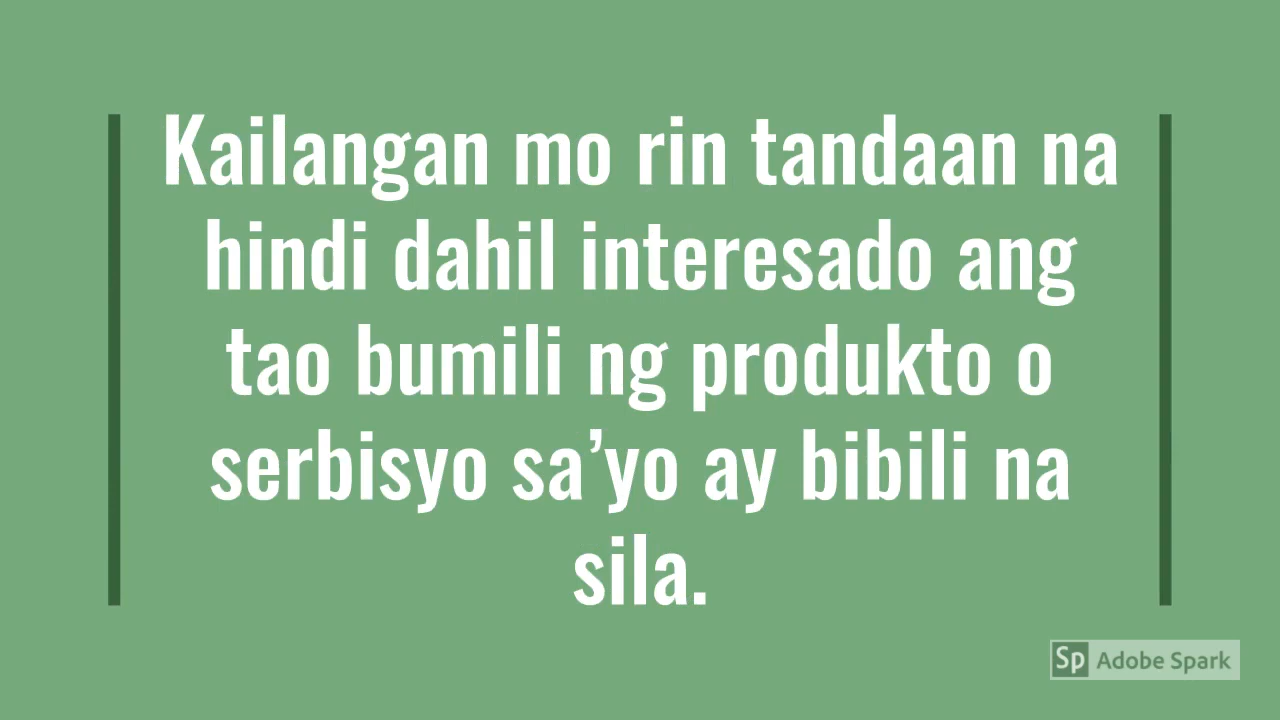 Kailangan mo rin tandaan na
hindi dahil interesado ang
tao bumili ng produkto o
serbisyo sa’yo ay bibili na
sila.
Sp Adobe Spark